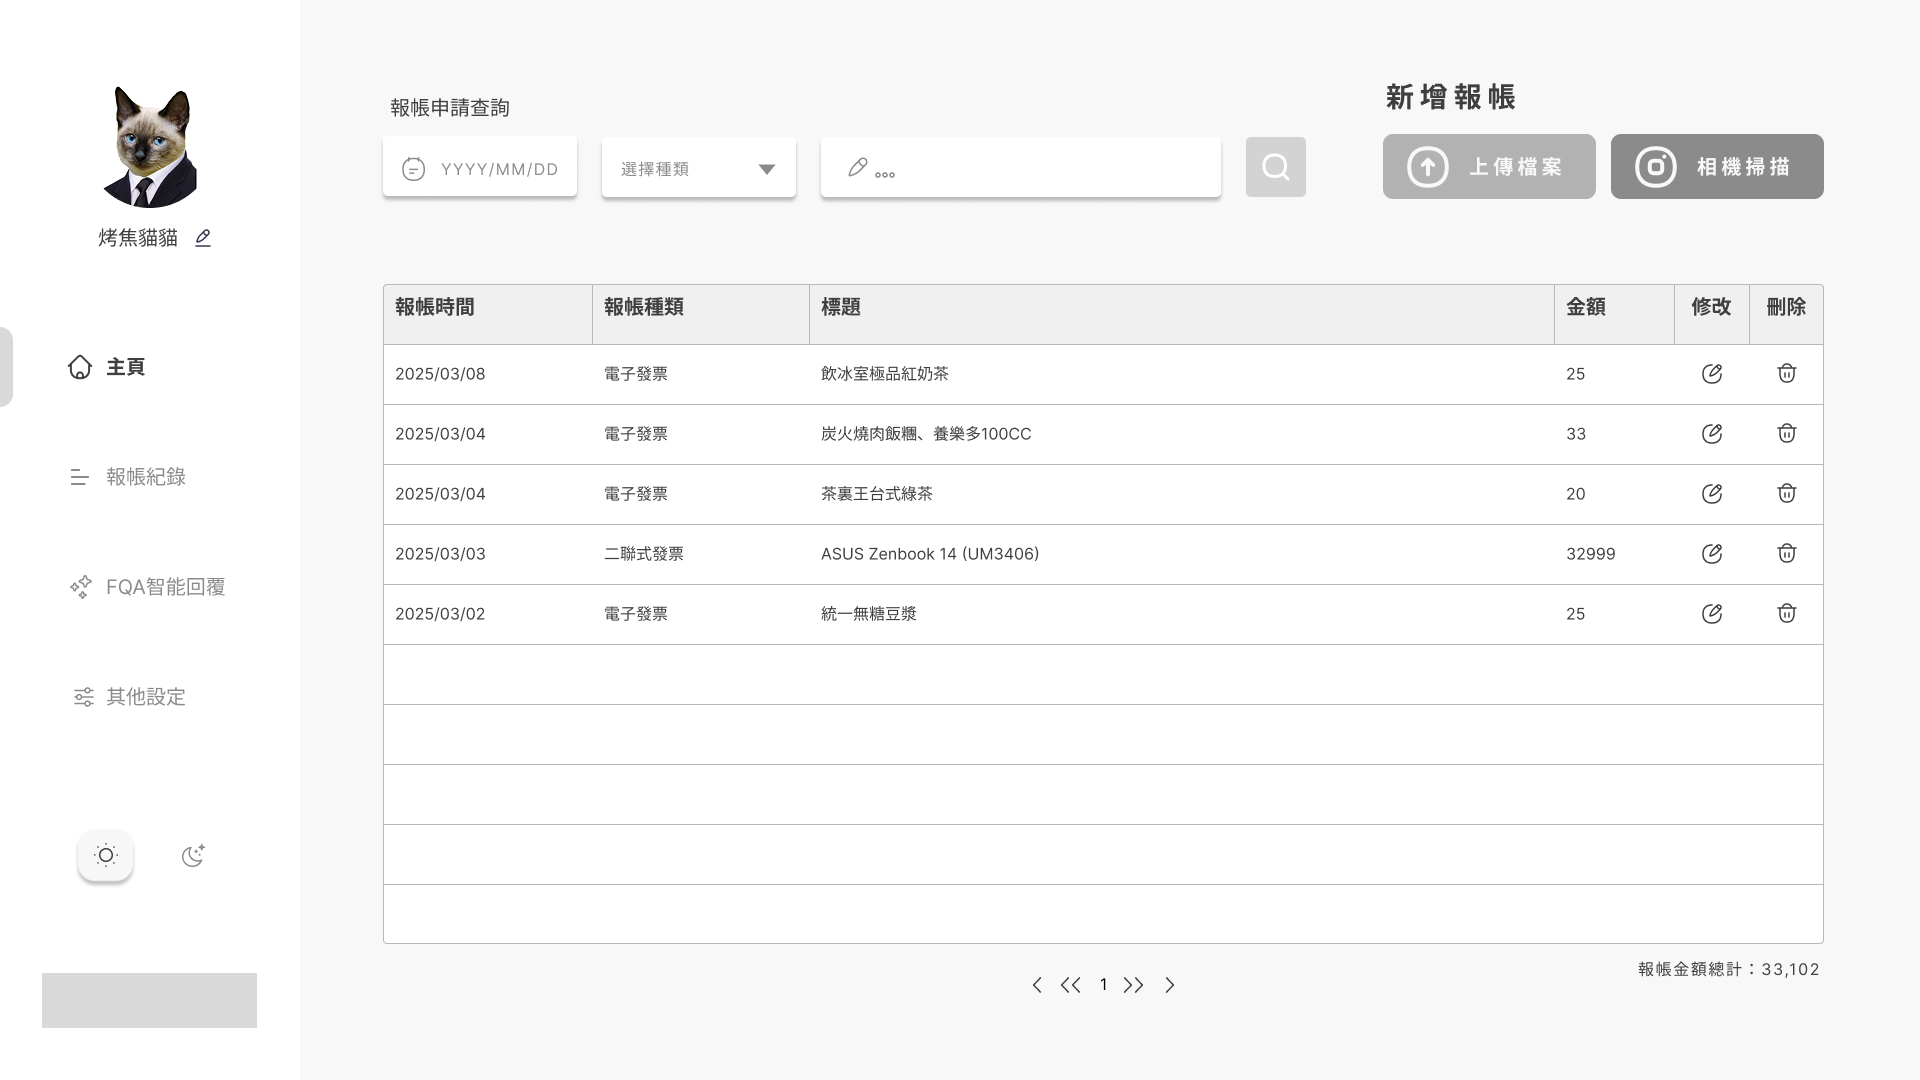 烤焦貓貓
主頁
報帳紀錄
FQA智能回覆
其他設定
報帳申請查詢
YYYY/MM/DD
選擇種類
新增報帳
上傳檔案
相機掃描
報帳時間 報帳種類 標題 金額 修改 刪除
2025/03/08 電子發票 飲冰室極品紅奶茶 25
2025/03/04 電子發票 炭火燒肉飯糰、養樂多100CC 33
2025/03/04 電子發票 茶裏王台式綠茶 20
2025/03/03 二聯式發票 ASUS Zenbook 14 (UM3406) 32999
2025/03/02 電子發票 統一無糖豆漿 25
報帳金額總計：33,102
1